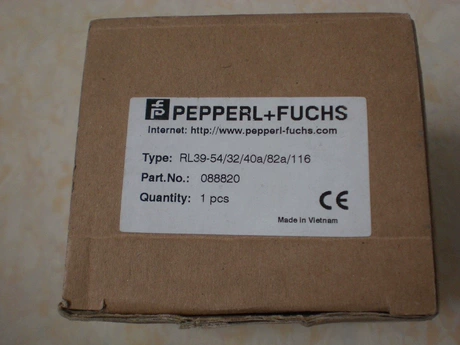 PEPPERL+FUCHS
Internet: http://www.pepperl-fuchs.com
Type: RL39-54/32/40a/82a/116
Part.No.: 088820
Quantity: 1 pcs
CE
Made in Vietnam